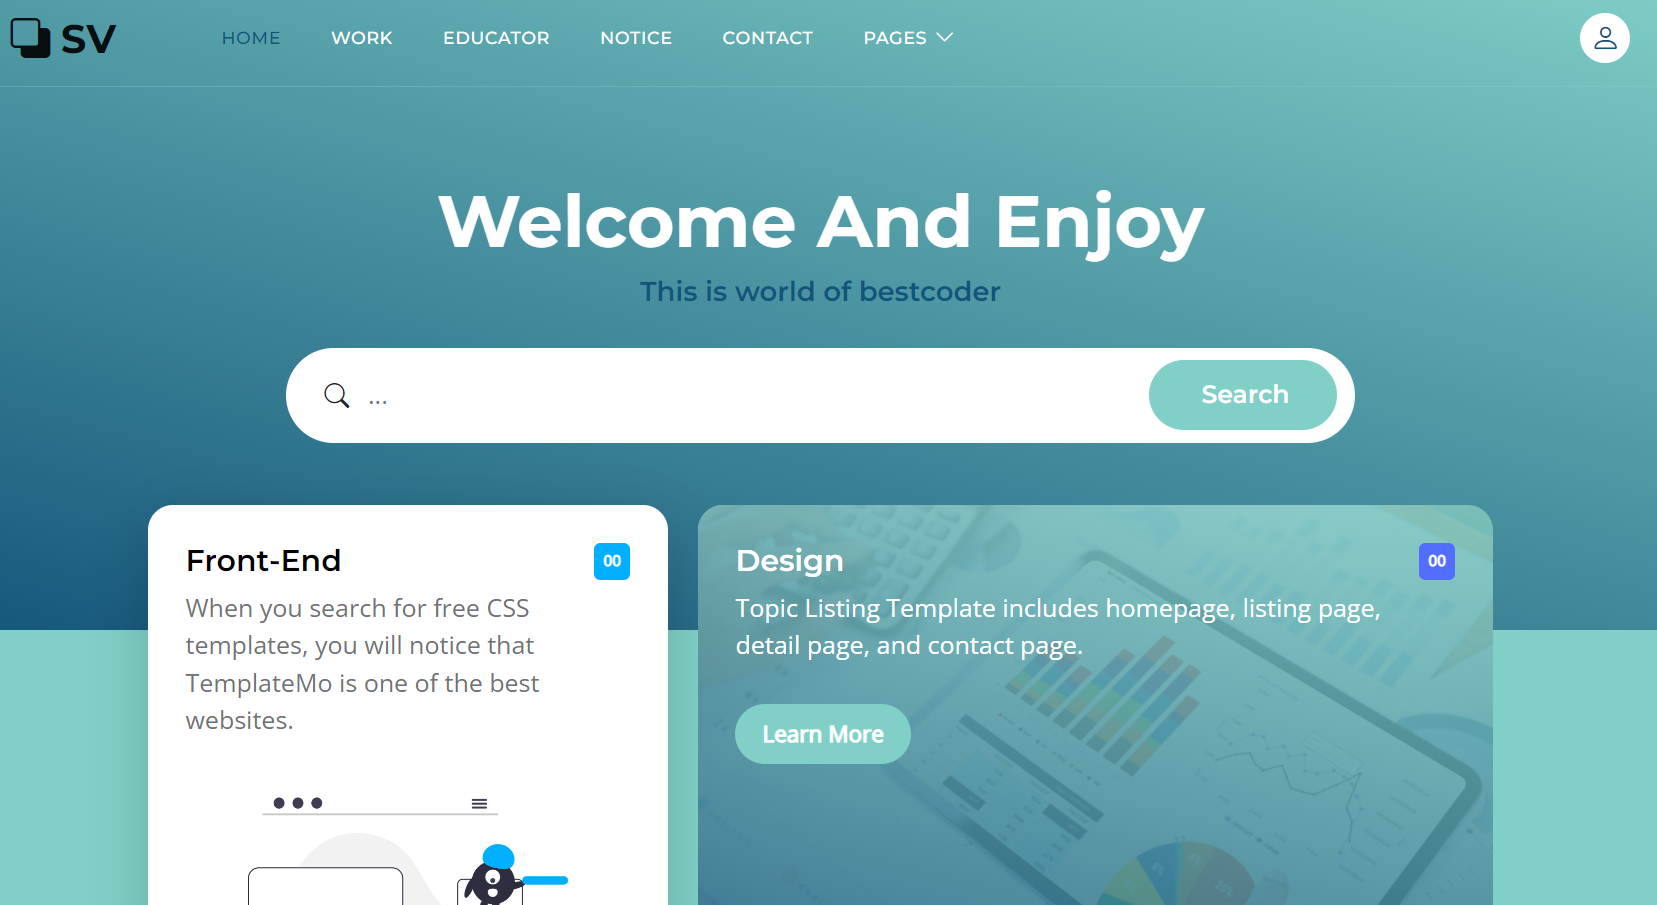 SV
HOME WORK EDUCATOR NOTICE CONTACT PAGES
Welcome And Enjoy
This is world of bestcoder
...
Search
Front-End
00
When you search for free CSS
templates, you will notice that
TemplateMo is one of the best
websites.
Design
00
Topic Listing Template includes homepage, listing page,
detail page, and contact page.
Learn More
20%